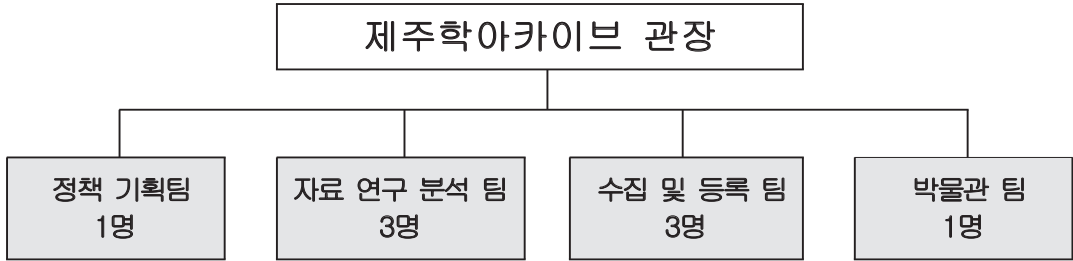 제주학아카이브 관장
정책 기획팀
1명
자료 연구 분석 팀
3명
수집 및 등록 팀
3명
박물관 팀
1명